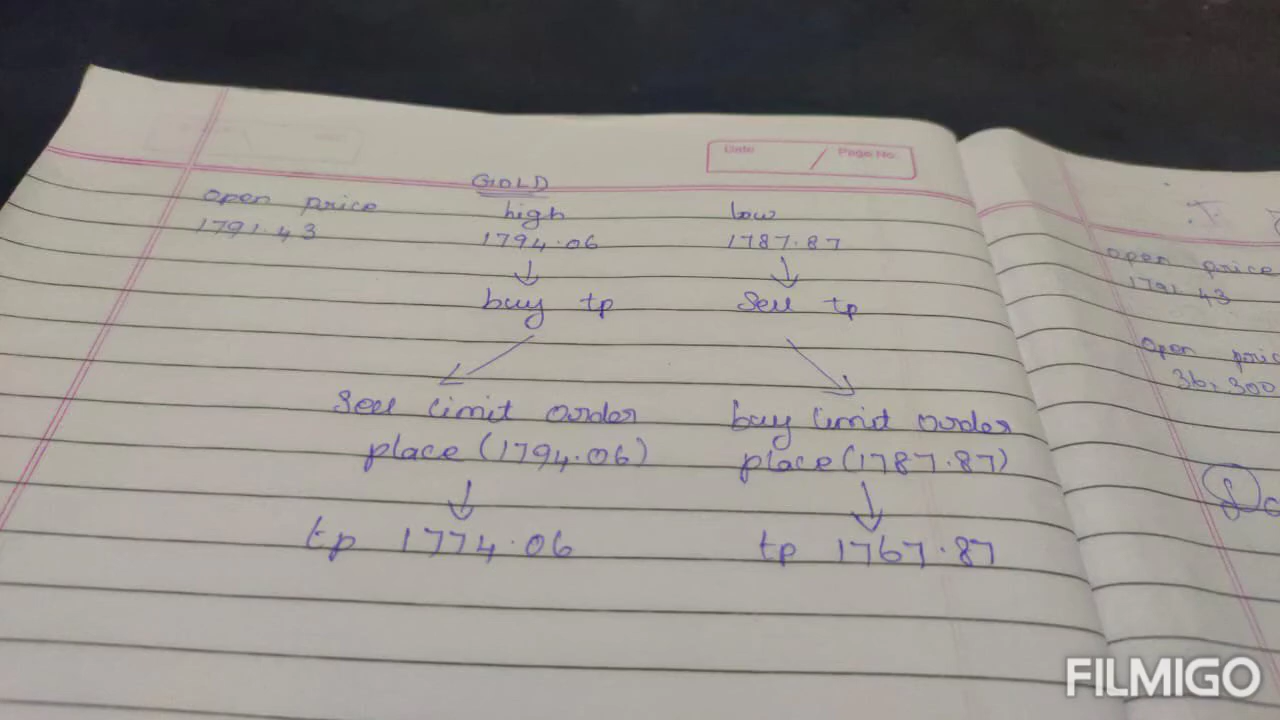 Date / Page No.
GOLD
open price high low
1791.43 1794.06 1787.87
buy tp sell tp
Sell limit order buy limit order
place (1794.06) place (1787.87)
tp 1774.06 tp 1767.87
open price
1791.43
open
36,300
FILMIGO